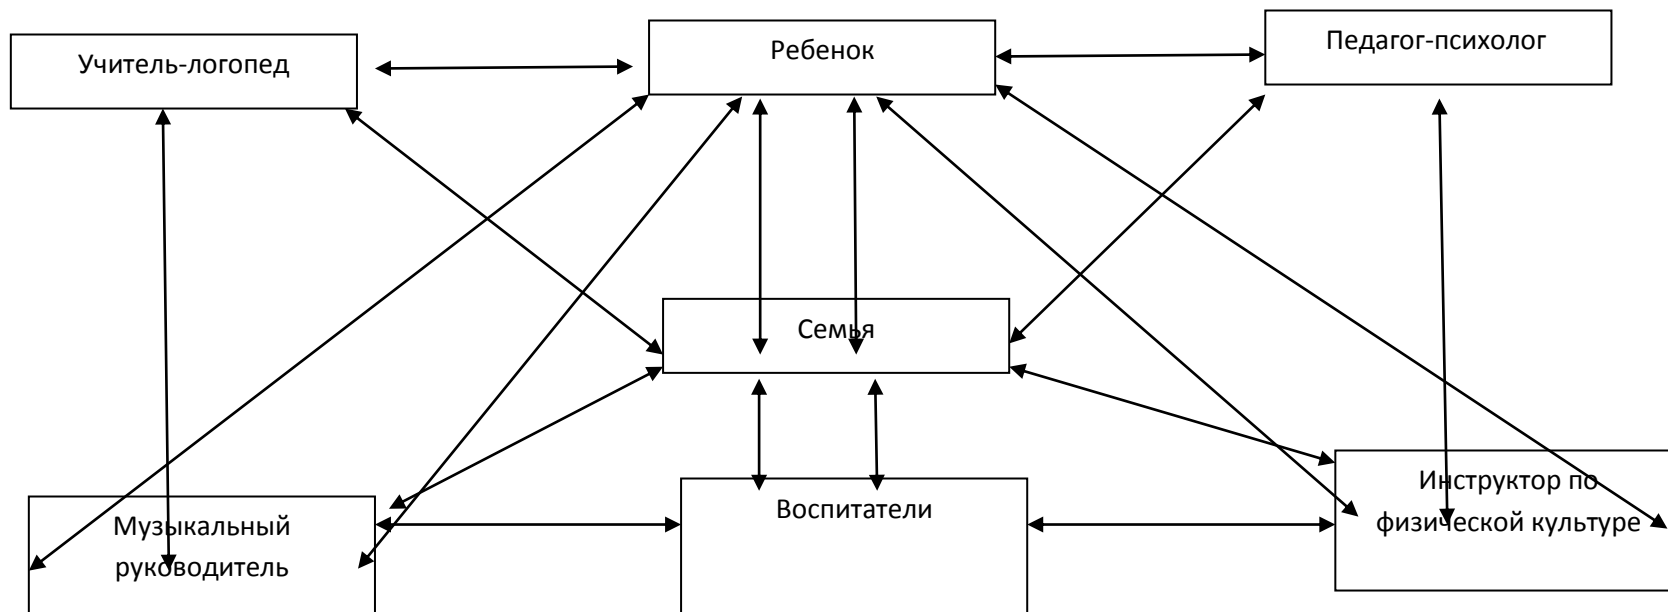 Учитель-логопед
Ребенок
Педагог-психолог
Семья
Музыкальный
руководитель
Воспитатели
Инструктор по
физической культуре